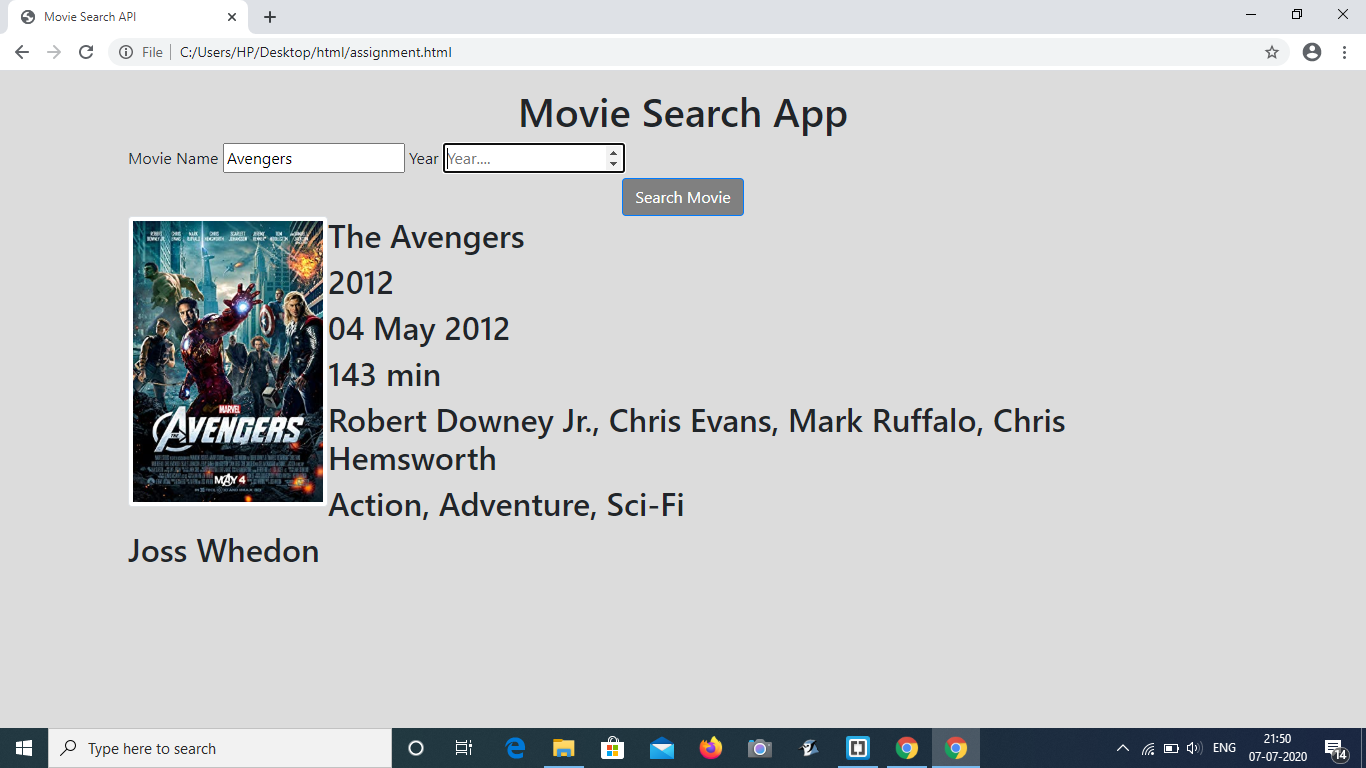 Movie Search API
File
C:/Users/HP/Desktop/html/assignment.html
Movie Search App
Movie Name Avengers Year Year....
Search Movie
The Avengers
2012
04 May 2012
143 min
Robert Downey Jr., Chris Evans, Mark Ruffalo, Chris
Hemsworth
Action, Adventure, Sci-Fi
Joss Whedon
MARVEL
THE AVENGERS
MAY 4
Type here to search
ENG
21:50
07-07-2020
14